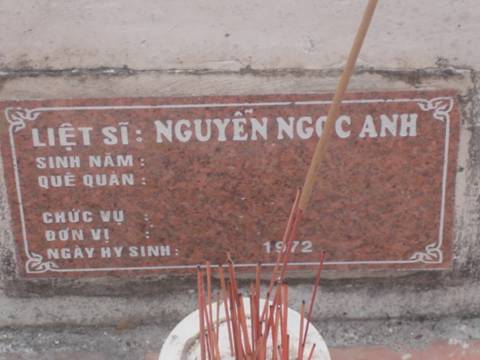 LIỆT SĨ: NGUYỄN NGỌC ANH
SINH NĂM :
QUÊ QUÁN :
CHỨC VỤ :
ĐƠN VỊ :
NGÀY HY SINH : 1972